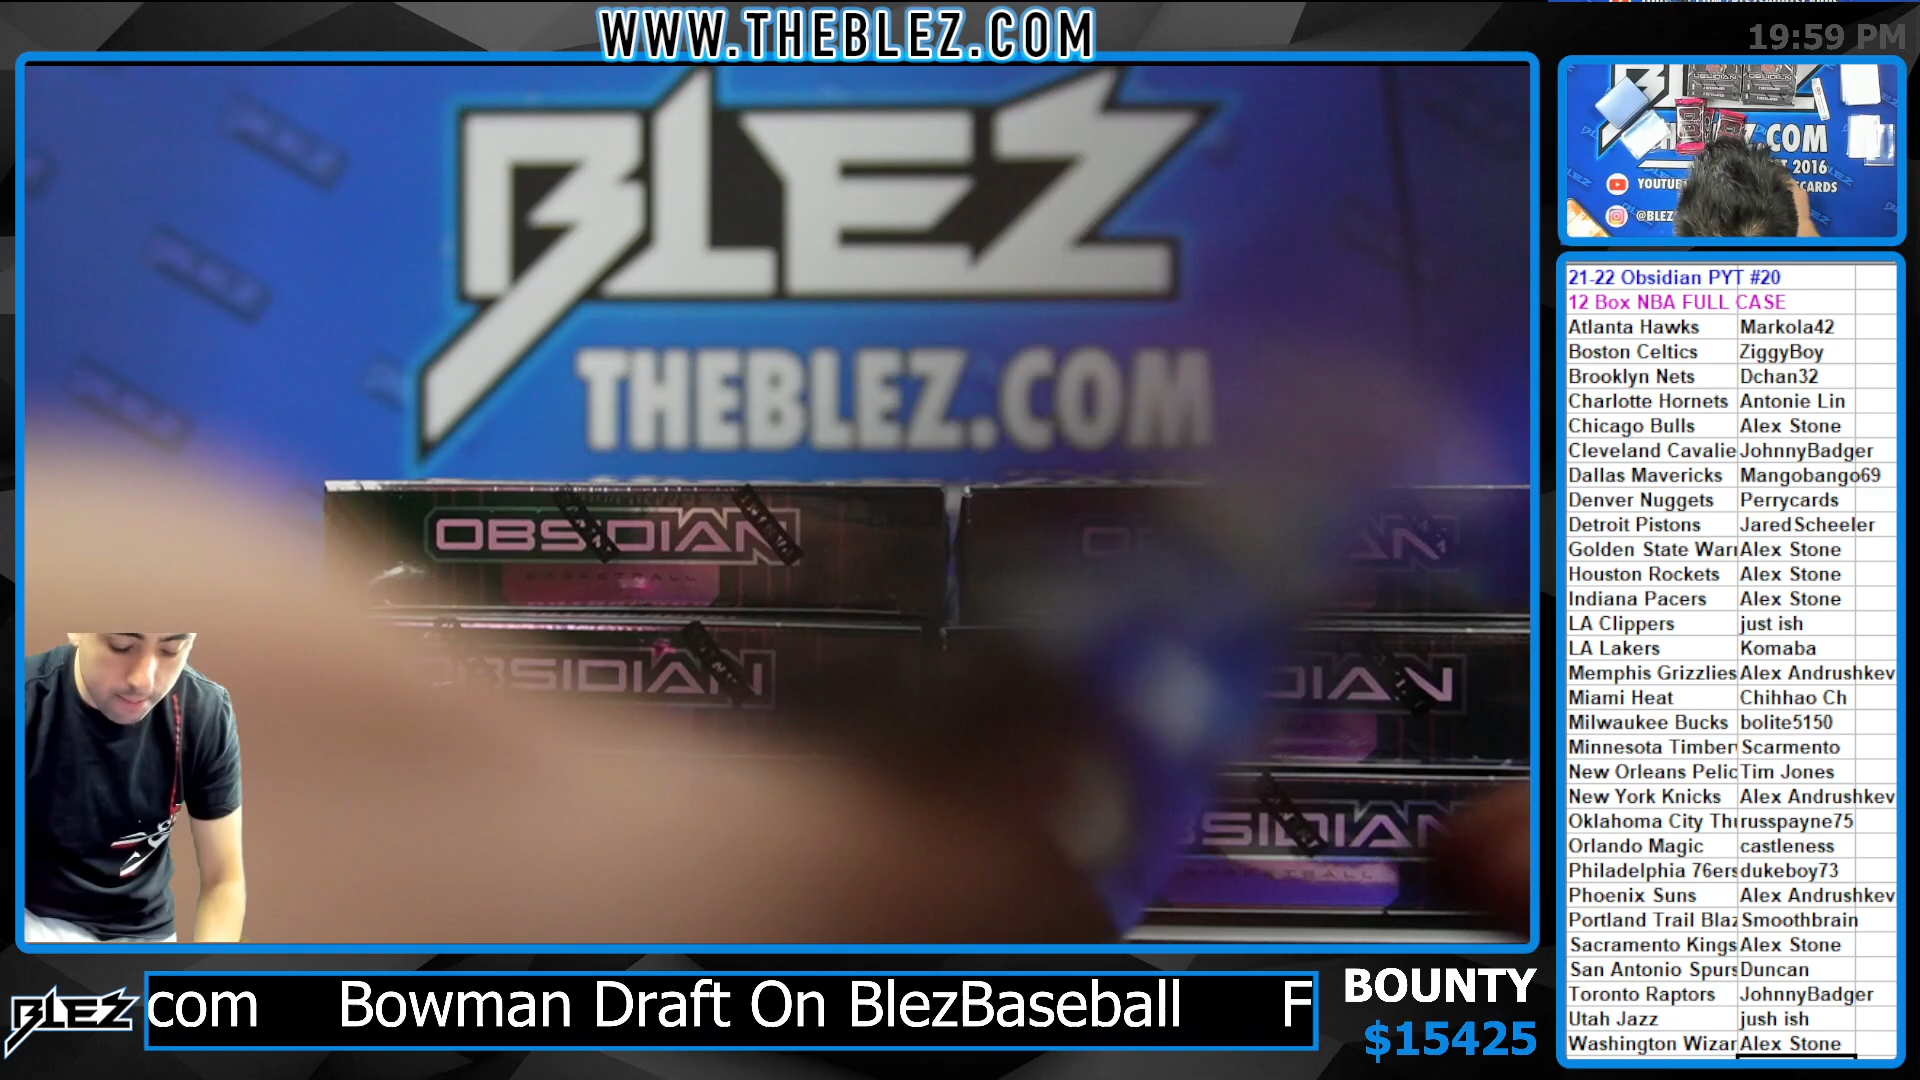 WWW.THEBLEZ.COM
19:59 PM
BLEZ
THEBLEZ.COM
OBSIDIAN
BASKETBALL
OBSIDIAN
.COM
2016
YOUTUBE
CARDS
@BLEZ
21-22 Obsidian PYT #20
12 Box NBA FULL CASE
Atlanta Hawks Markola42
Boston Celtics ZiggyBoy
Brooklyn Nets Dchan32
Charlotte Hornets Antonie Lin
Chicago Bulls Alex Stone
Cleveland Cavalie JohnnyBadger
Dallas Mavericks Mangobango69
Denver Nuggets Perrycards
Detroit Pistons JaredScheeler
Golden State Warr Alex Stone
Houston Rockets Alex Stone
Indiana Pacers Alex Stone
LA Clippers just ish
LA Lakers Komaba
Memphis Grizzlies Alex Andrushkev
Miami Heat Chihhao Ch
Milwaukee Bucks bolite5150
Minnesota Timber Scarmento
New Orleans Pelic Tim Jones
New York Knicks Alex Andrushkev
Oklahoma City Thu russpayne75
Orlando Magic castleness
Philadelphia 76ers dukeboy73
Phoenix Suns Alex Andrushkev
Portland Trail Blaz Smoothbrain
Sacramento Kings Alex Stone
San Antonio Spurs Duncan
Toronto Raptors JohnnyBadger
Utah Jazz jush ish
Washington Wizar Alex Stone
BLEZ
com Bowman Draft On BlezBaseball F
BOUNTY
$15425